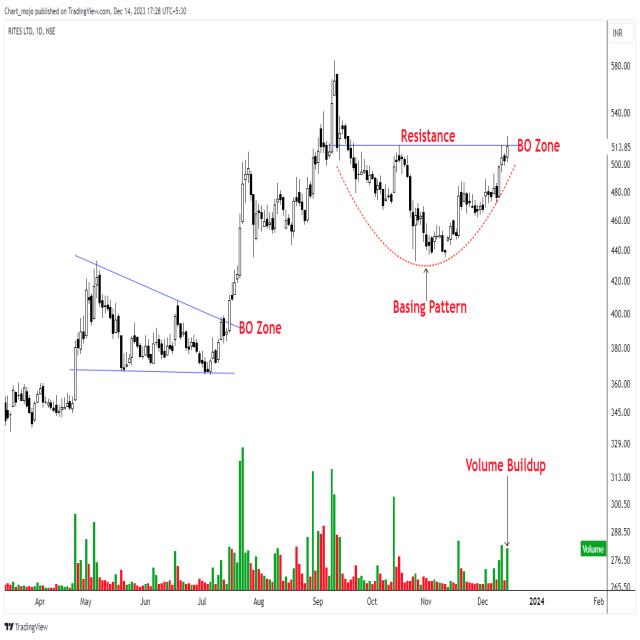 Chart_mojo published on TradingView.com, Dec 14, 2023 17:28 UTC+5:30
RITES LTD, 1D, NSE
INR
580.00
540.00
Resistance
BO Zone
513.85
500.00
480.00
460.00
440.00
420.00
Basing Pattern
400.00
BO Zone
380.00
360.00
345.00
329.00
Volume Buildup
313.00
300.50
288.50
Volume
276.50
265.50
Apr
May
Jun
Jul
Aug
Sep
Oct
Nov
Dec
2024
Feb
TradingView